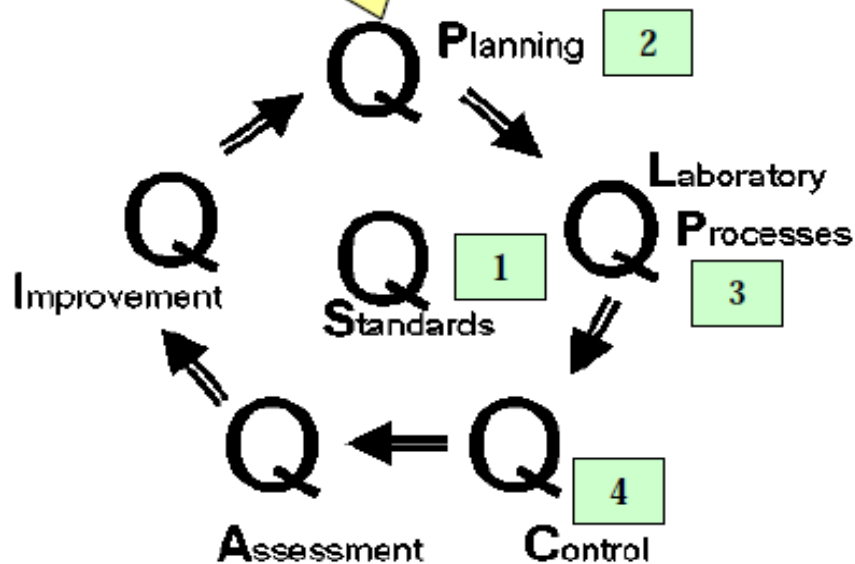 Q Planning 2
Q Laboratory
Processes
3
Q Control 4
Q Assessment
Q Improvement
Q Standards 1